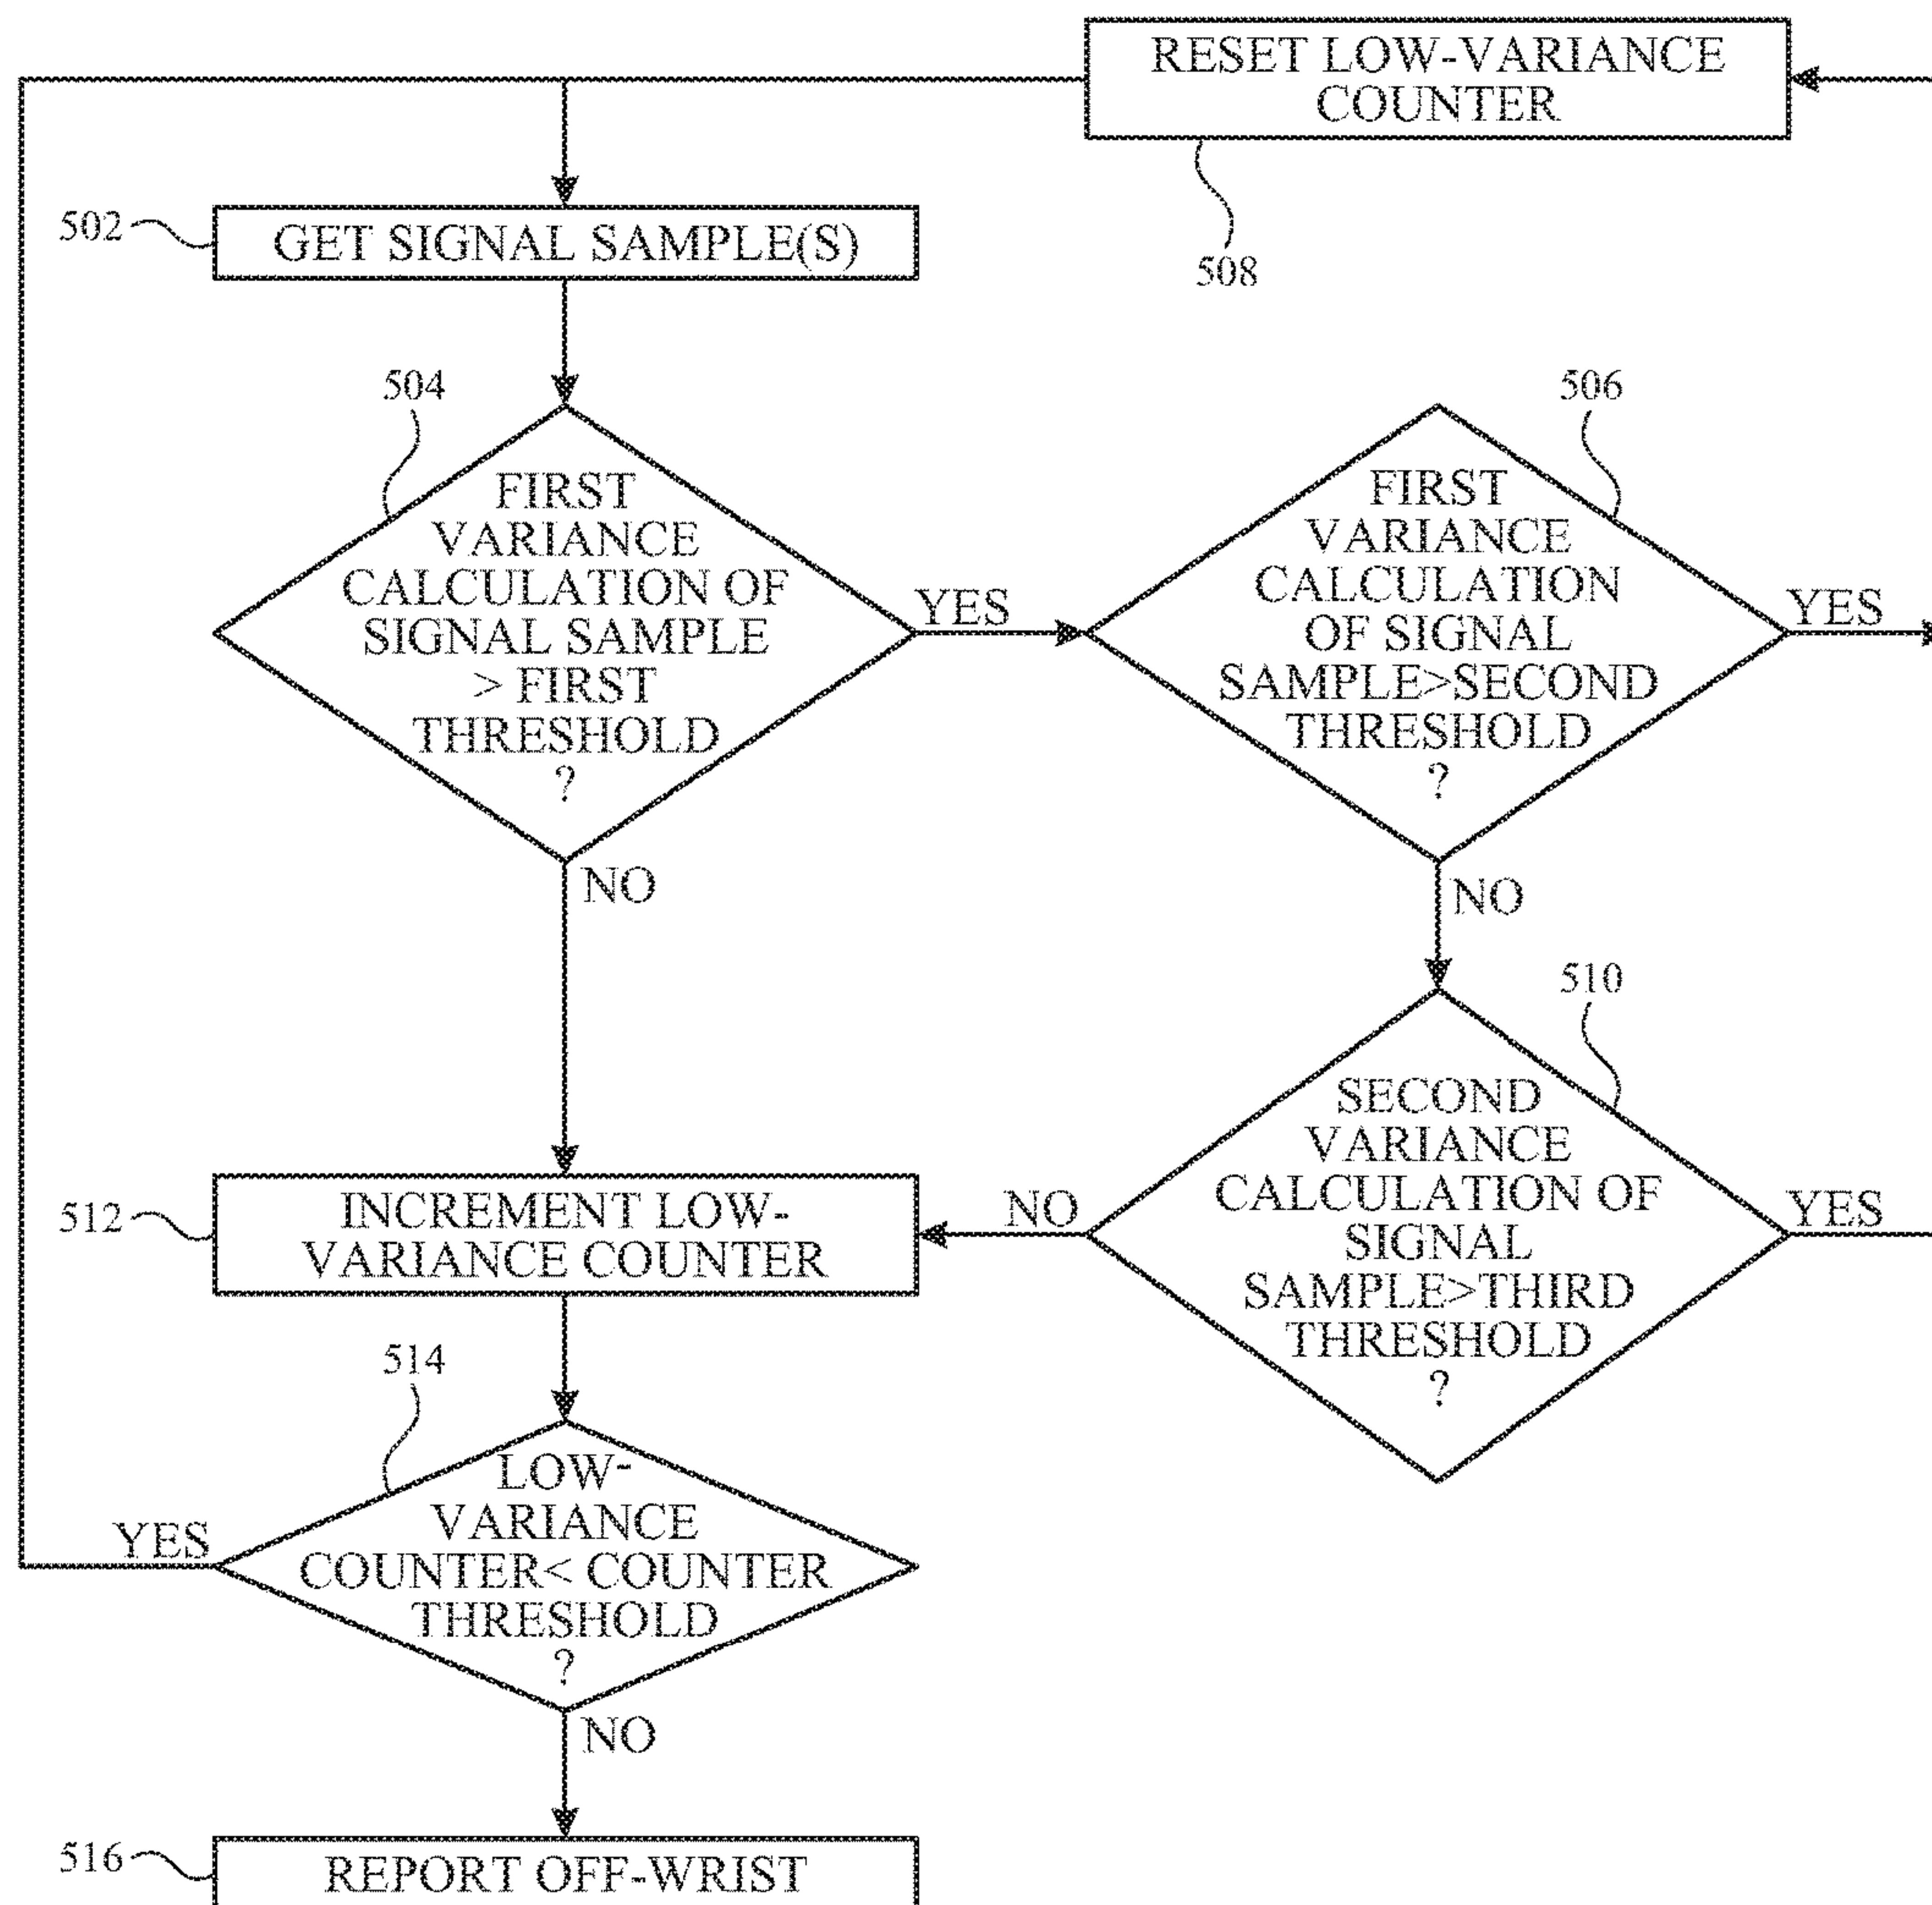 RESET LOW-VARIANCE
COUNTER
508
502
GET SIGNAL SAMPLE(S)
504
FIRST
VARIANCE
CALCULATION OF
SIGNAL SAMPLE
> FIRST
THRESHOLD
?
YES
NO
506
FIRST
VARIANCE
CALCULATION
OF SIGNAL
SAMPLE>SECOND
THRESHOLD
?
YES
NO
510
SECOND
VARIANCE
CALCULATION OF
SIGNAL
SAMPLE>THIRD
THRESHOLD
?
YES
NO
512
INCREMENT LOW-
VARIANCE COUNTER
514
LOW-
VARIANCE
COUNTER< COUNTER
THRESHOLD
?
YES
NO
516
REPORT OFF-WRIST